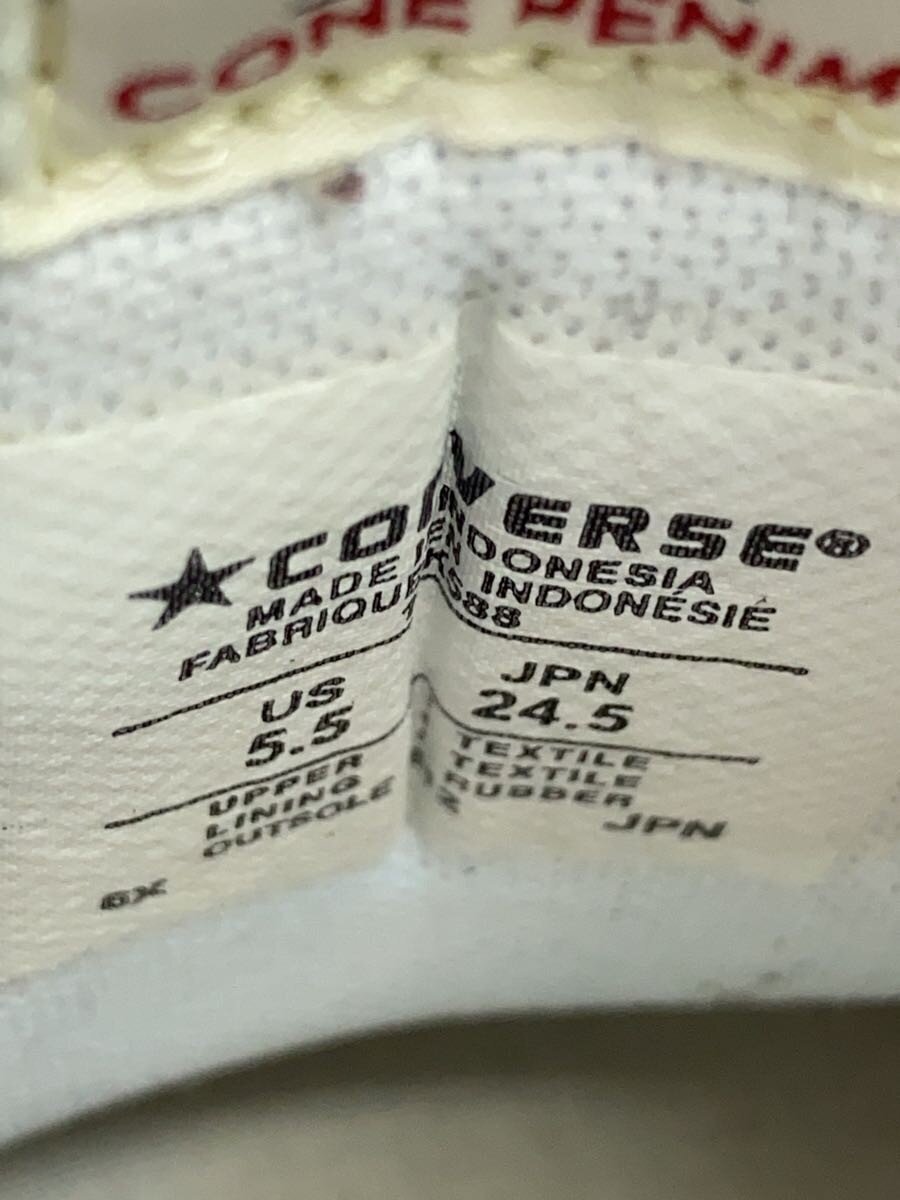 CONE DENIM
CONVERSE®
MADE IN INDONESIA
FABRIQUÉ INDONÉSIE
US JPN
5.5 24.5
UPPER TEXTILE
LINING TEXTILE
OUTSOLE RUBBER
6X JPN